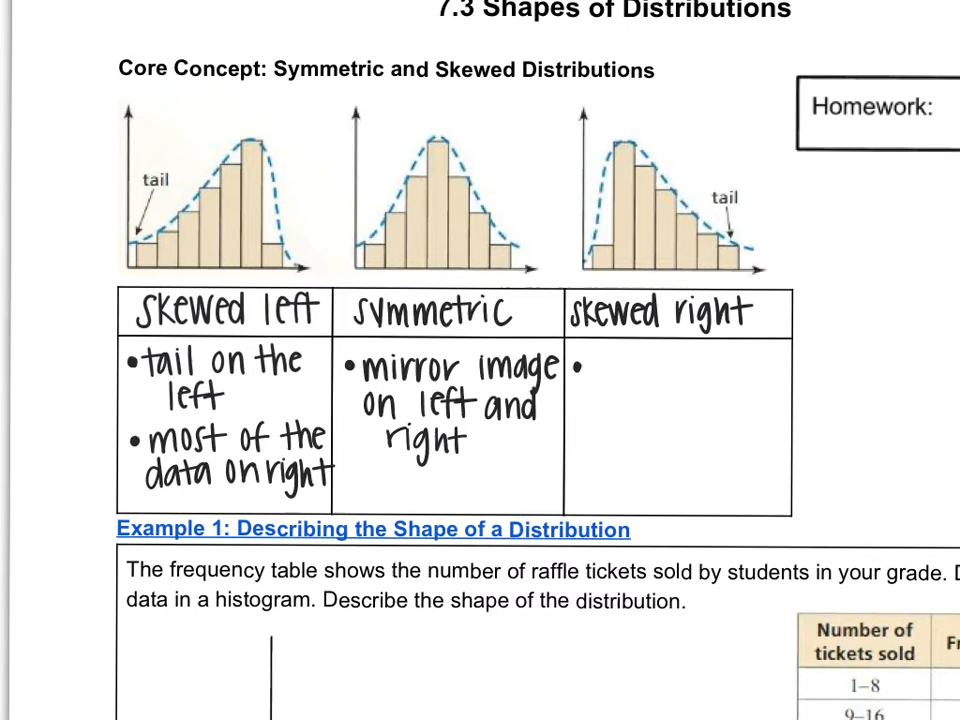 7.3 Shapes of Distributions
Core Concept: Symmetric and Skewed Distributions
Homework:
tail
tail
skewed left
symmetric
skewed right
•tail on the
left
•most of the
data on right
•mirror image
on left and
right
•
Example 1: Describing the Shape of a Distribution
The frequency table shows the number of raffle tickets sold by students in your grade.
data in a histogram. Describe the shape of the distribution.
Number of
tickets sold
1–8
9–16